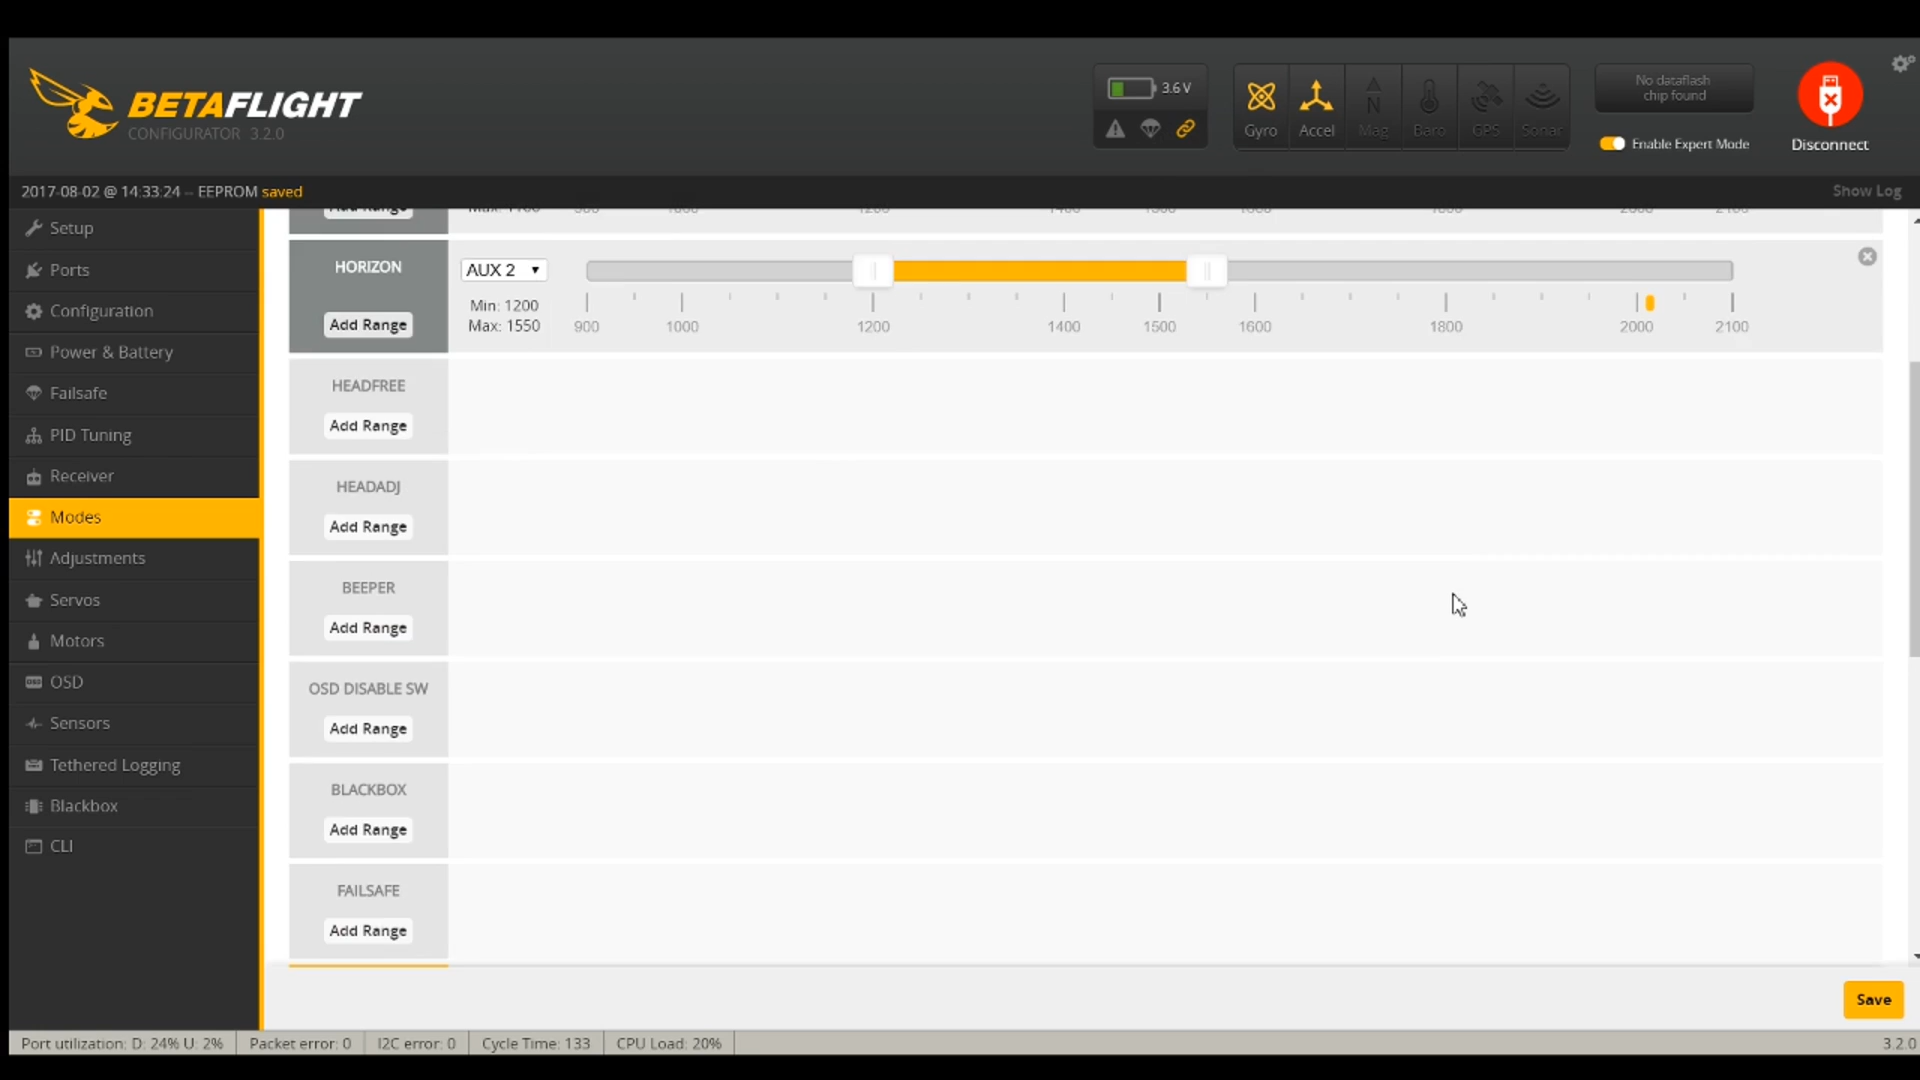 BETAFLIGHT
CONFIGURATOR 3.2.0
3.6 V
Gyro Accel Mag Baro GPS Sonar
No dataflash
chip found
Enable Expert Mode
Disconnect
2017-08-02 @ 14:33:24 -- EEPROM saved
Show Log
Setup
Ports
Configuration
Power & Battery
Failsafe
PID Tuning
Receiver
Modes
Adjustments
Servos
Motors
OSD
Sensors
Tethered Logging
Blackbox
CLI
HORIZON
Add Range
AUX 2
Min: 1200
Max: 1550
900 1000 1200 1400 1500 1600 1800 2000 2100
HEADFREE
Add Range
HEADADJ
Add Range
BEEPER
Add Range
OSD DISABLE SW
Add Range
BLACKBOX
Add Range
FAILSAFE
Add Range
Save
Port utilization: D: 24% U: 2% Packet error: 0 I2C error: 0 Cycle Time: 133 CPU Load: 20% 3.2.0